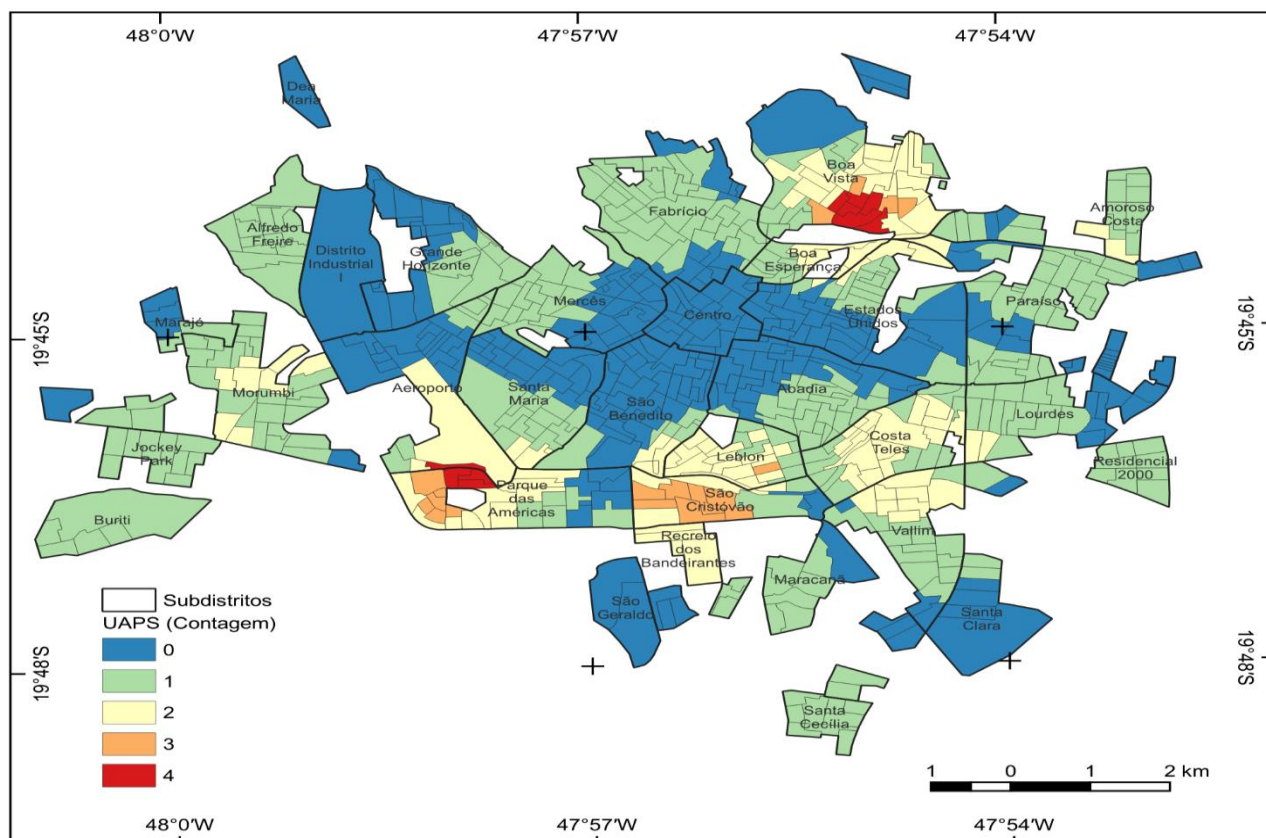 48°0'W
47°57'W
47°54'W
Dea
Maria
Boa
Vista
Fabrício
Amoroso
Costa
Alfredo
Freire
Distrito
Industrial
I
Grande
Horizonte
Boa
Esperança
Mercês
Centro
Estados
Unidos
Paraíso
Marajó
19°45'S
19°45'S
Morumbi
Aeroporto
Santa
Maria
São
Benedito
Abadia
Lourdes
Jockey
Park
Leblon
Costa
Teles
Residencial
2000
Parque
das
Américas
São
Cristóvão
Buriti
Vallim
Recreio
dos
Bandeirantes
Maracanã
São
Geraldo
Santa
Clara
Santa
Cecília
Subdistritos
UAPS (Contagem)
0
1
2
3
4
19°48'S
19°48'S
1 0 1 2 km
48°0'W
47°57'W
47°54'W